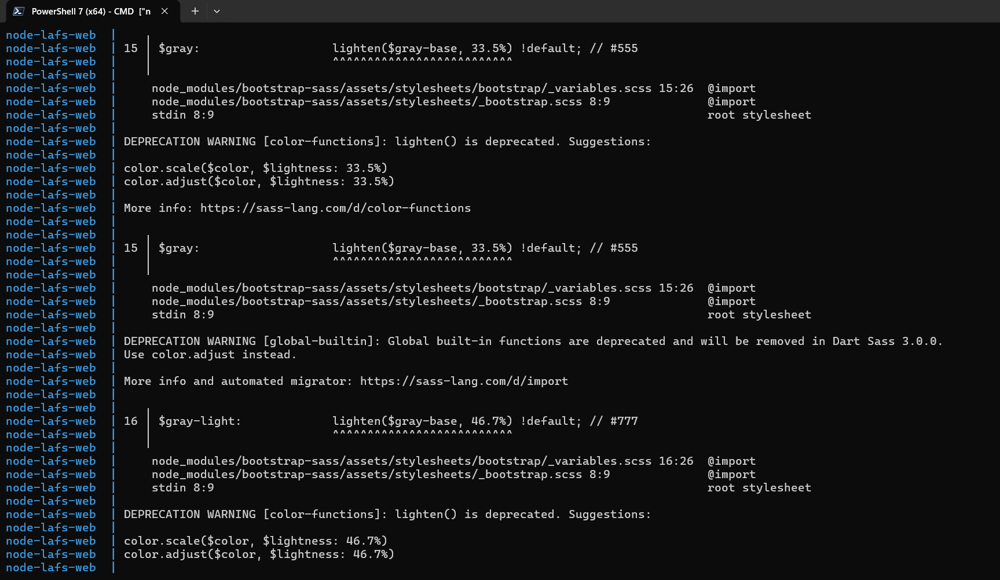 PowerShell 7 (x64) - CMD ["n
node-lafs-web |
node-lafs-web | 15 | $gray: lighten($gray-base, 33.5%) !default; // #555
node-lafs-web | ^^^^^^^^^^^^^^^^^^^^^^^^^^
node-lafs-web |
node-lafs-web | node_modules/bootstrap-sass/assets/stylesheets/bootstrap/_variables.scss 15:26 @import
node-lafs-web | node_modules/bootstrap-sass/assets/stylesheets/_bootstrap.scss 8:9 @import
node-lafs-web | stdin 8:9 root stylesheet
node-lafs-web |
node-lafs-web | DEPRECATION WARNING [color-functions]: lighten() is deprecated. Suggestions:
node-lafs-web |
node-lafs-web | color.scale($color, $lightness: 33.5%)
node-lafs-web | color.adjust($color, $lightness: 33.5%)
node-lafs-web |
node-lafs-web | More info: https://sass-lang.com/d/color-functions
node-lafs-web |
node-lafs-web |
node-lafs-web | 15 | $gray: lighten($gray-base, 33.5%) !default; // #555
node-lafs-web | ^^^^^^^^^^^^^^^^^^^^^^^^^^
node-lafs-web |
node-lafs-web | node_modules/bootstrap-sass/assets/stylesheets/bootstrap/_variables.scss 15:26 @import
node-lafs-web | node_modules/bootstrap-sass/assets/stylesheets/_bootstrap.scss 8:9 @import
node-lafs-web | stdin 8:9 root stylesheet
node-lafs-web |
node-lafs-web | DEPRECATION WARNING [global-builtin]: Global built-in functions are deprecated and will be removed in Dart Sass 3.0.0.
node-lafs-web | Use color.adjust instead.
node-lafs-web |
node-lafs-web | More info and automated migrator: https://sass-lang.com/d/import
node-lafs-web |
node-lafs-web |
node-lafs-web | 16 | $gray-light: lighten($gray-base, 46.7%) !default; // #777
node-lafs-web | ^^^^^^^^^^^^^^^^^^^^^^^^^^
node-lafs-web |
node-lafs-web | node_modules/bootstrap-sass/assets/stylesheets/bootstrap/_variables.scss 16:26 @import
node-lafs-web | node_modules/bootstrap-sass/assets/stylesheets/_bootstrap.scss 8:9 @import
node-lafs-web | stdin 8:9 root stylesheet
node-lafs-web |
node-lafs-web | DEPRECATION WARNING [color-functions]: lighten() is deprecated. Suggestions:
node-lafs-web |
node-lafs-web | color.scale($color, $lightness: 46.7%)
node-lafs-web | color.adjust($color, $lightness: 46.7%)
node-lafs-web |